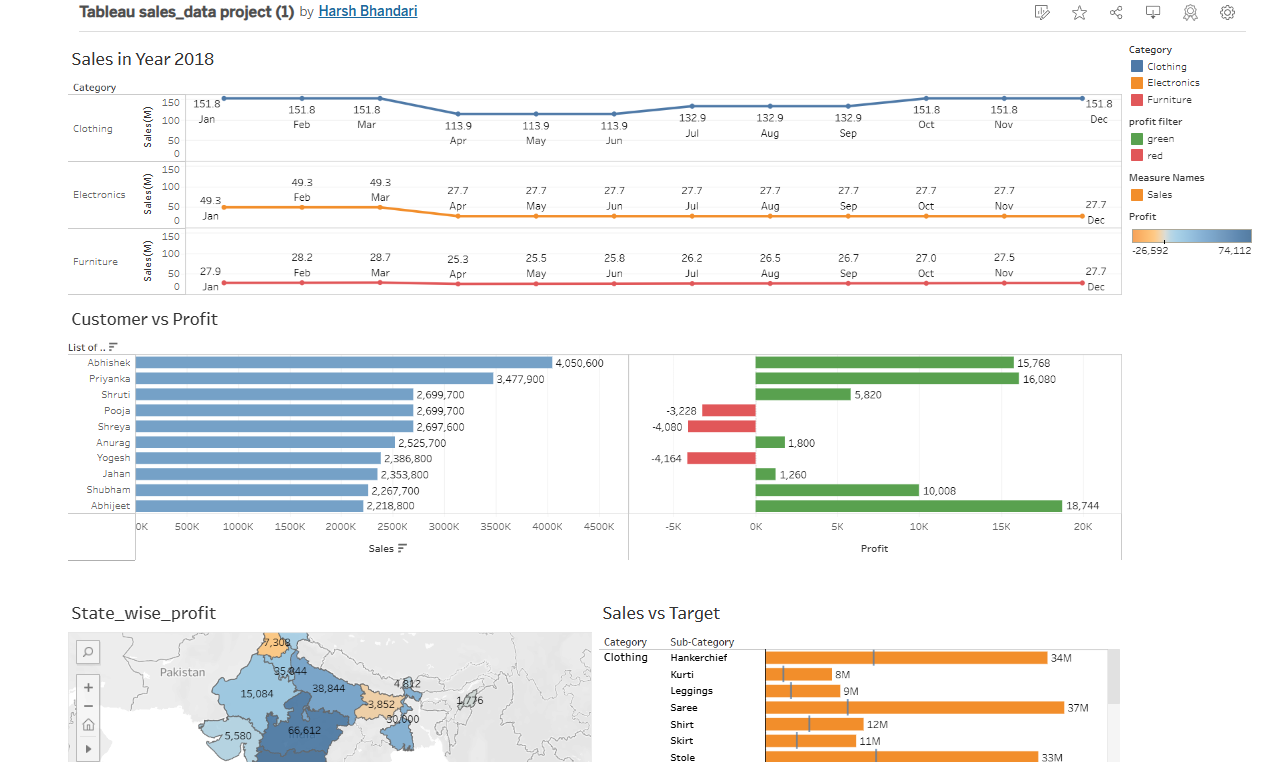 Tableau sales_data project (1) by Harsh Bhandari
Sales in Year 2018
Category
Clothing
Sales(M)
150
100
50
0
151.8 151.8 151.8 113.9 113.9 113.9 132.9 132.9 132.9 151.8 151.8 151.8
Jan Feb Mar Apr May Jun Jul Aug Sep Oct Nov Dec
Electronics
Sales(M)
150
100
50
0
49.3 49.3 49.3 27.7 27.7 27.7 27.7 27.7 27.7 27.7 27.7 27.7
Jan Feb Mar Apr May Jun Jul Aug Sep Oct Nov Dec
Furniture
Sales(M)
150
100
50
0
27.9 28.2 28.7 25.3 25.5 25.8 26.2 26.5 26.7 27.0 27.5 27.7
Jan Feb Mar Apr May Jun Jul Aug Sep Oct Nov Dec
Category
Clothing
Electronics
Furniture
profit filter
green
red
Measure Names
Sales
Profit
-26,592 74,112
Customer vs Profit
List of ..
Abhishek 4,050,600 15,768
Priyanka 3,477,900 16,080
Shruti 2,699,700 5,820
Pooja 2,699,700 -3,228
Shreya 2,697,600 -4,080
Anurag 2,525,700 1,800
Yogesh 2,386,800 -4,164
Jahan 2,353,800 1,260
Shubham 2,267,700 10,008
Abhijeet 2,218,800 18,744
0K 500K 1000K 1500K 2000K 2500K 3000K 3500K 4000K 4500K -5K 0K 5K 10K 15K 20K
Sales Profit
State_wise_profit
7,308
Pakistan
15,084
38,844
4,812
-3,852
1,776
30,000
5,580
66,612
Sales vs Target
Category Sub-Category
Clothing Hankerchief 34M
Kurti 8M
Leggings 9M
Saree 37M
Shirt 12M
Skirt 11M
Stole 33M